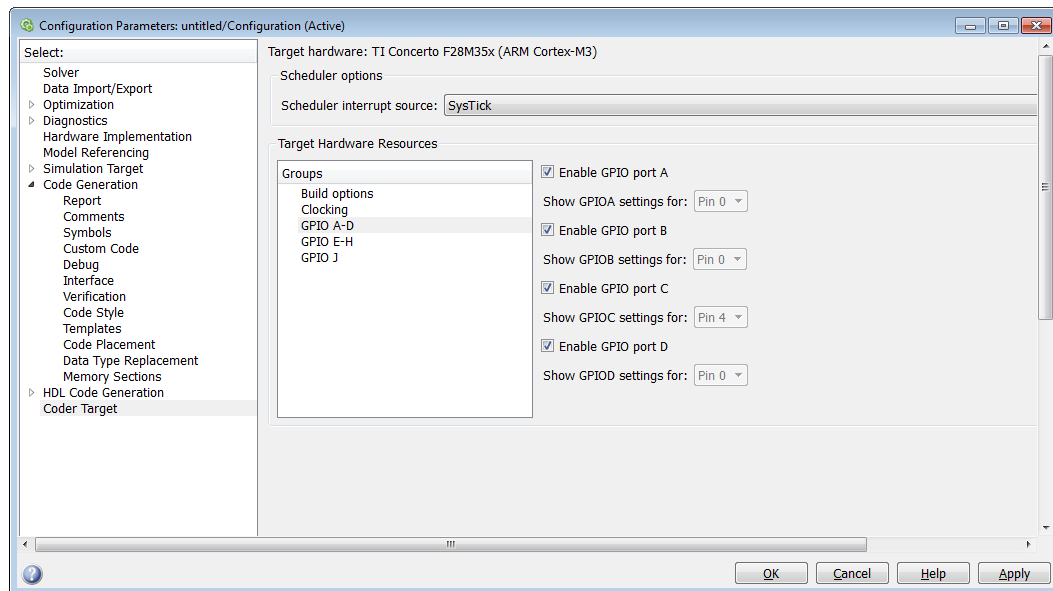 Configuration Parameters: untitled/Configuration (Active)
Select:
Solver
Data Import/Export
Optimization
Diagnostics
Hardware Implementation
Model Referencing
Simulation Target
Code Generation
Report
Comments
Symbols
Custom Code
Debug
Interface
Verification
Code Style
Templates
Code Placement
Data Type Replacement
Memory Sections
HDL Code Generation
Coder Target
Target hardware: TI Concerto F28M35x (ARM Cortex-M3)
Scheduler options
Scheduler interrupt source: SysTick
Target Hardware Resources
Groups
Build options
Clocking
GPIO A-D
GPIO E-H
GPIO J
Enable GPIO port A
Show GPIOA settings for: Pin 0
Enable GPIO port B
Show GPIOB settings for: Pin 0
Enable GPIO port C
Show GPIOC settings for: Pin 4
Enable GPIO port D
Show GPIOD settings for: Pin 0
?
OK Cancel Help Apply